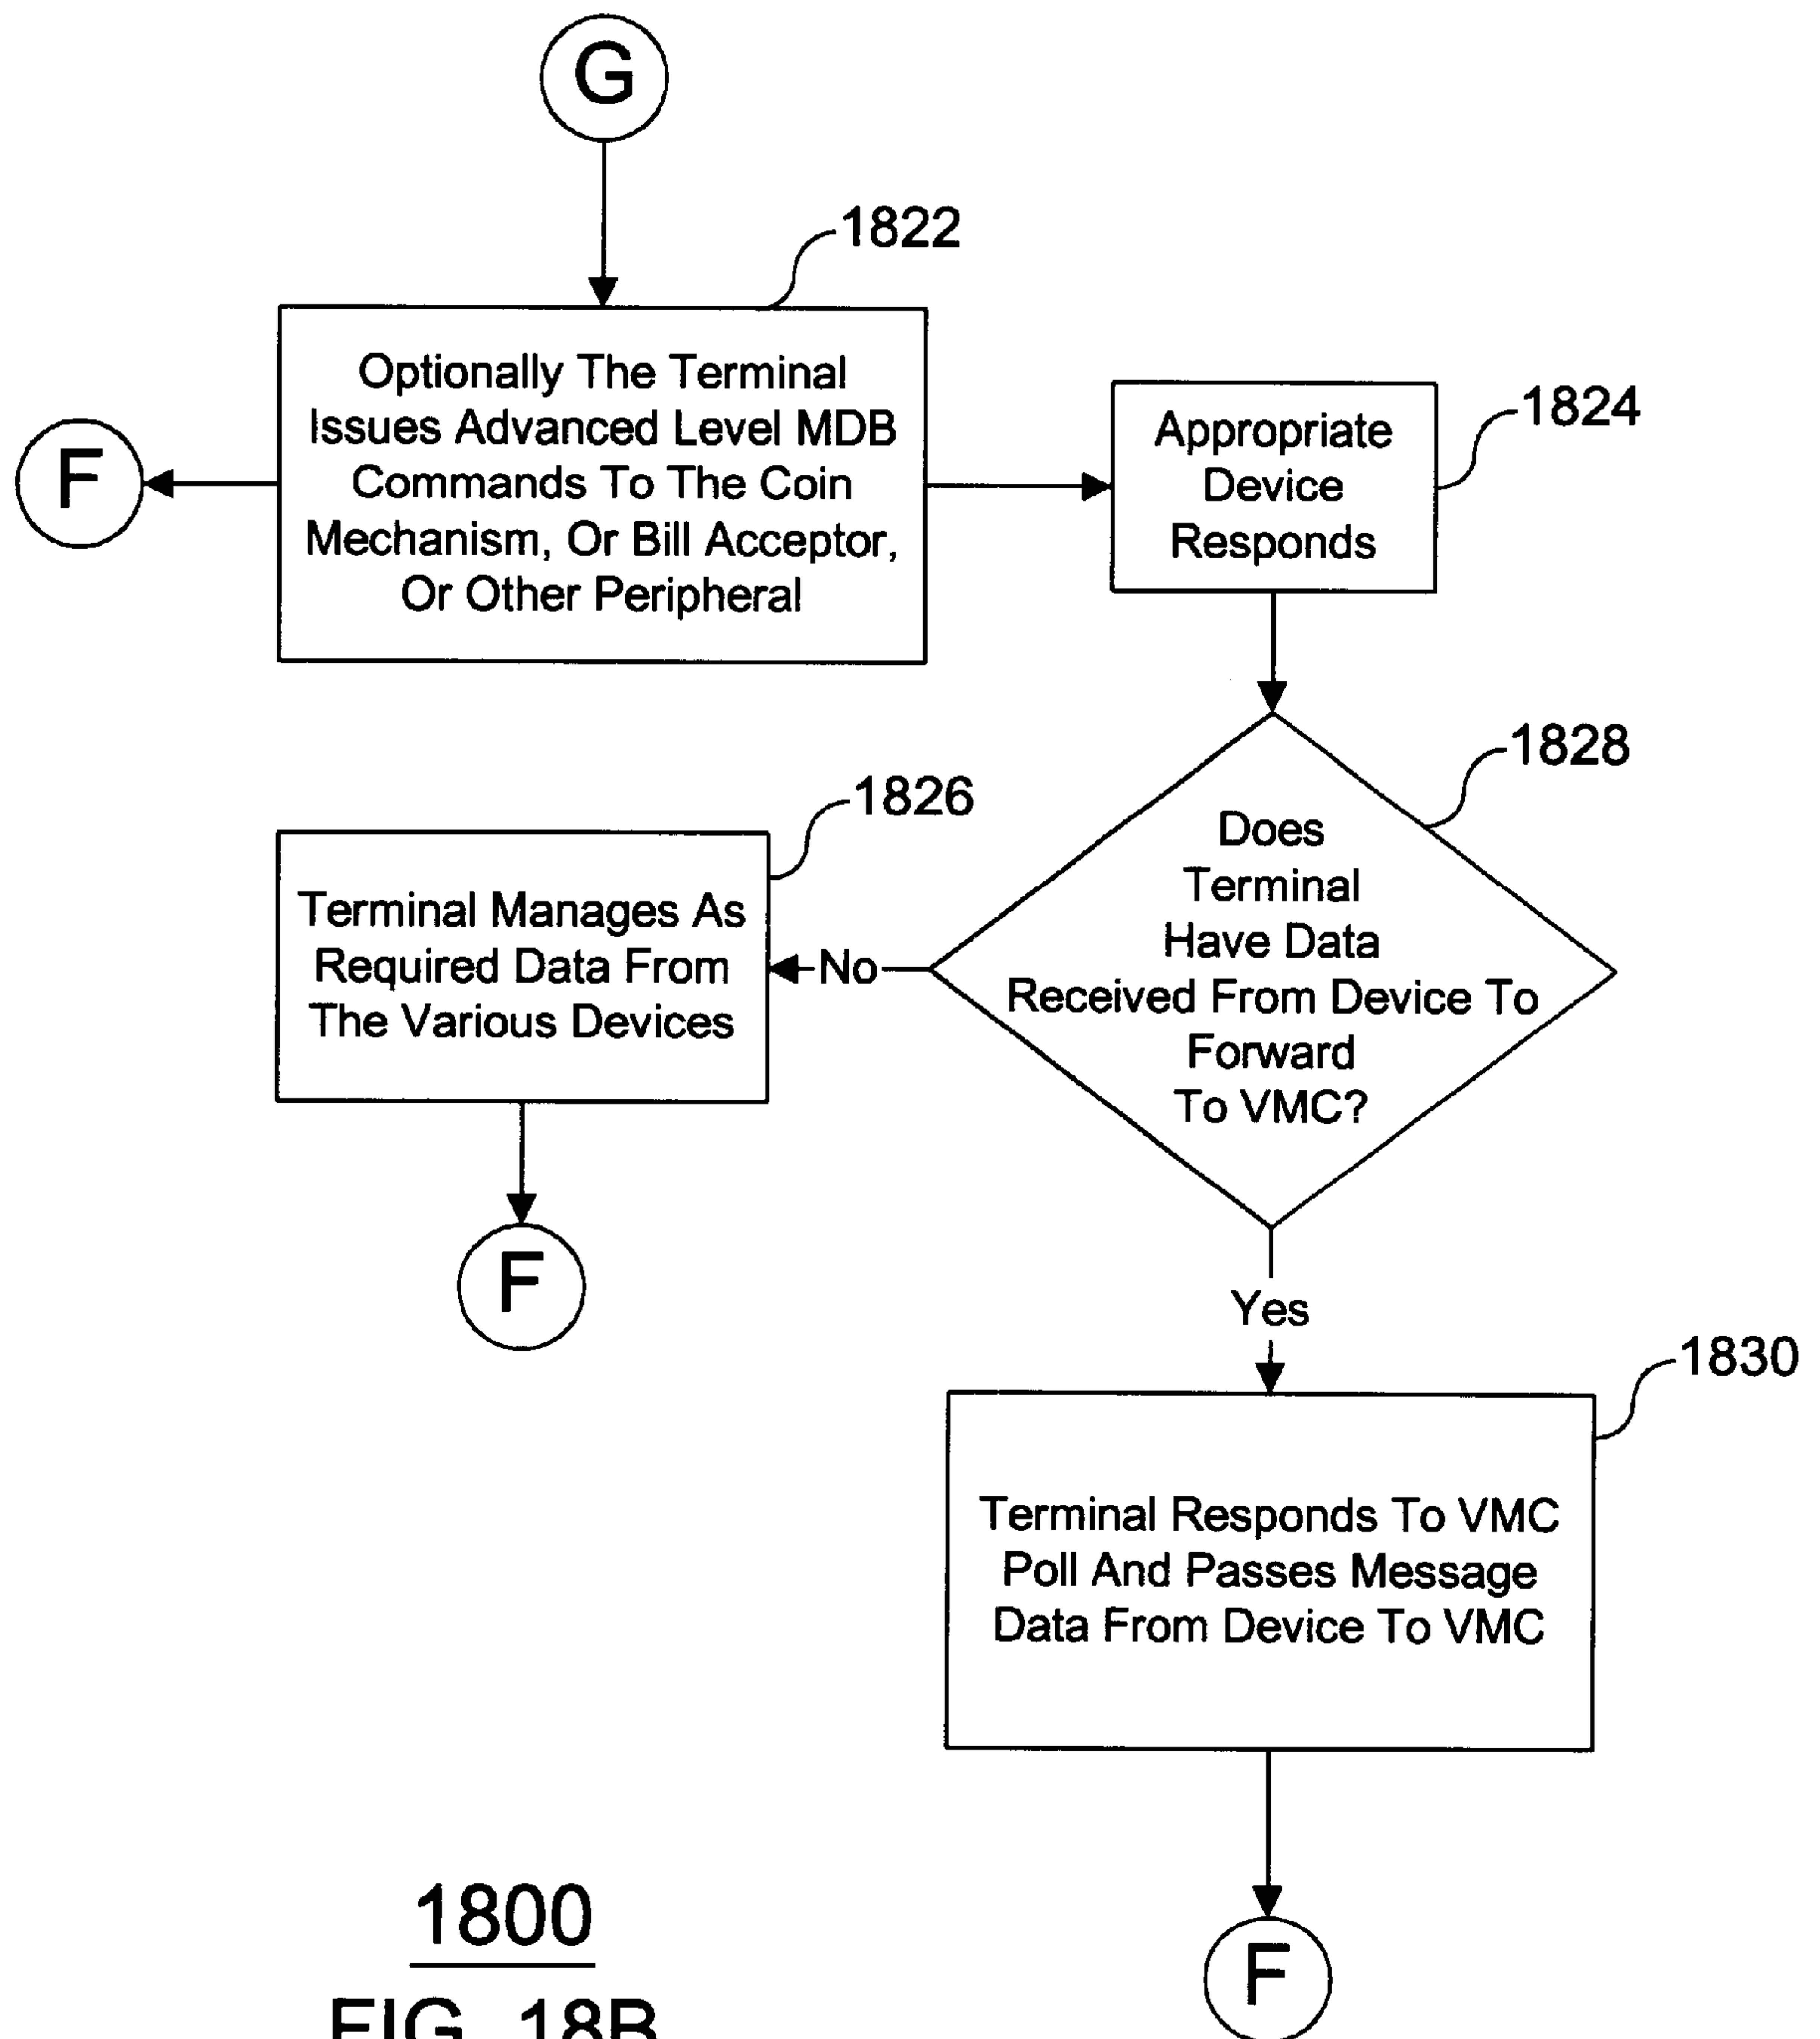 G
1822
Optionally The Terminal
Issues Advanced Level MDB
Commands To The Coin
Mechanism, Or Bill Acceptor,
Or Other Peripheral
F
1824
Appropriate
Device
Responds
1828
Does
Terminal
Have Data
Received From Device To
Forward
To VMC?
No
1826
Terminal Manages As
Required Data From
The Various Devices
F
Yes
1830
Terminal Responds To VMC
Poll And Passes Message
Data From Device To VMC
F
1800
FIG. 18B